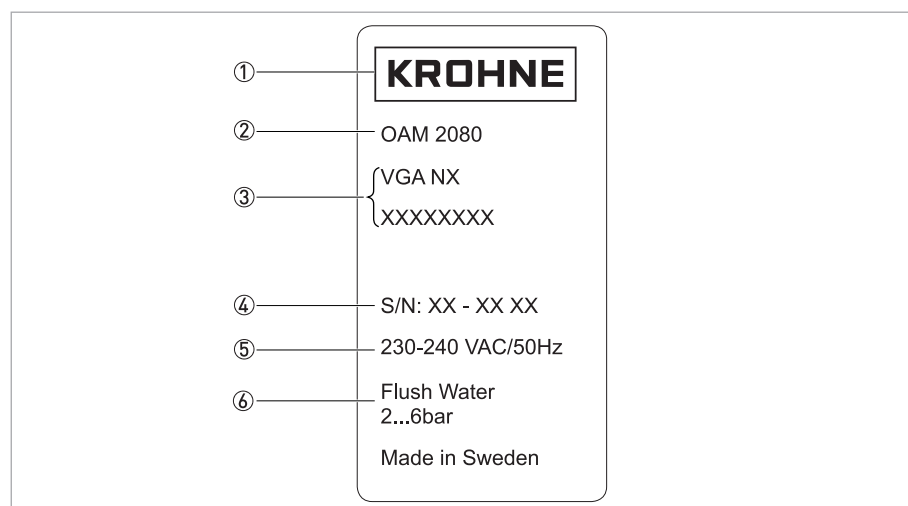 ① KROHNE
② OAM 2080
③ VGA NX
XXXXXXXX
④ S/N: XX - XX XX
⑤ 230-240 VAC/50Hz
⑥ Flush Water
2...6bar
Made in Sweden